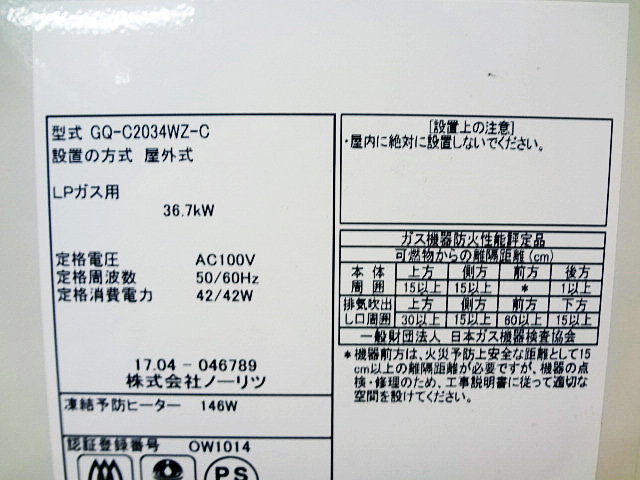 型式 GQ-C2034WZ-C
設置の方式 屋外式
LPガス用
36.7kW
定格電圧 AC100V
定格周波数 50/60Hz
定格消費電力 42/42W
17.04 - 046789
株式会社ノーリツ
凍結予防ヒーター 146W
認証登録番号 OW1014
PS
[設置上の注意]
・屋内に絶対に設置しないでください。
ガス機器防火性能評定品
可燃物からの離隔距離(cm)
本体 上方 側方 前方 後方
周囲 15以上 15以上 * 1以上
排気吹出 上方 側方 前方 下方
し口周囲 30以上 15以上 60以上 15以上
一般財団法人 日本ガス機器検査協会
*機器前方は、火災予防上安全な距離として15
cm以上の離隔距離が必要ですが、機器の点
検・修理のため、工事説明書に従って適切な
空間を設けてください。